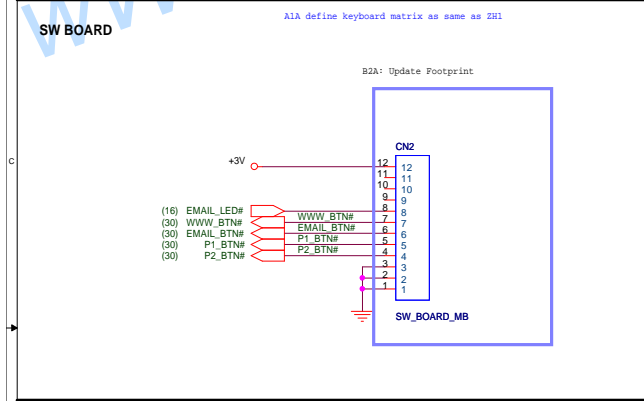 WW
A1A define keyboard matrix as same as ZH1
SW BOARD
B2A: Update Footprint
CN2
C
+3V
12 12
11 11
10 10
9 9
(16) EMAIL_LED# 8 8
(30) WWW_BTN# WWW_BTN# 7 7
(30) EMAIL_BTN# EMAIL_BTN# 6 6
(30) P1_BTN# P1_BTN# 5 5
(30) P2_BTN# P2_BTN# 4 4
3 3
2 2
1 1
SW_BOARD_MB